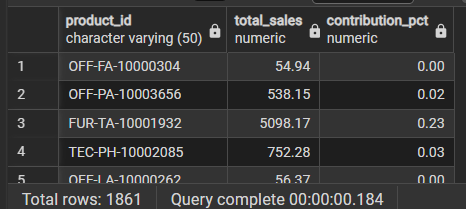 product_id total_sales contribution_pct
character varying (50) numeric numeric
1 OFF-FA-10000304 54.94 0.00
2 OFF-PA-10003656 538.15 0.02
3 FUR-TA-10001932 5098.17 0.23
4 TEC-PH-10002085 752.28 0.03
5 OFF-LA-10000262 56.37 0.00
Total rows: 1861 Query complete 00:00:00.184